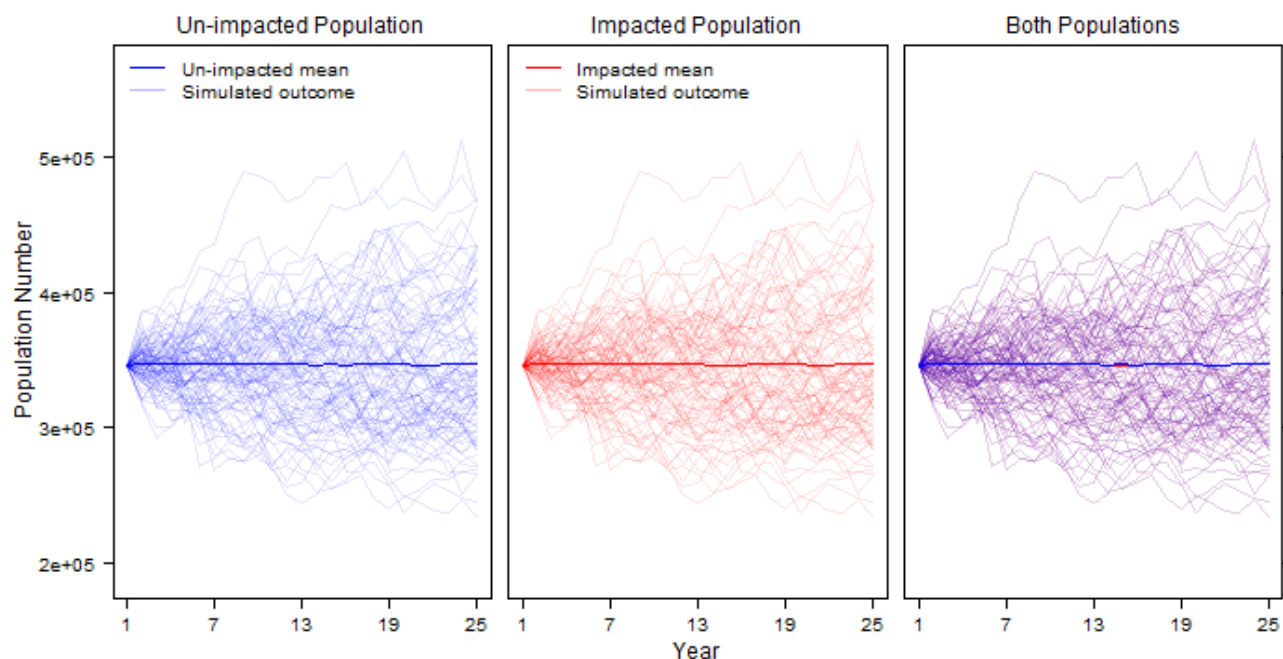 Un-impacted Population
Impacted Population
Both Populations
Un-impacted mean
Simulated outcome
Impacted mean
Simulated outcome
Population Number
5e+05
4e+05
3e+05
2e+05
1 7 13 19 25
1 7 13 19 25
1 7 13 19 25
Year